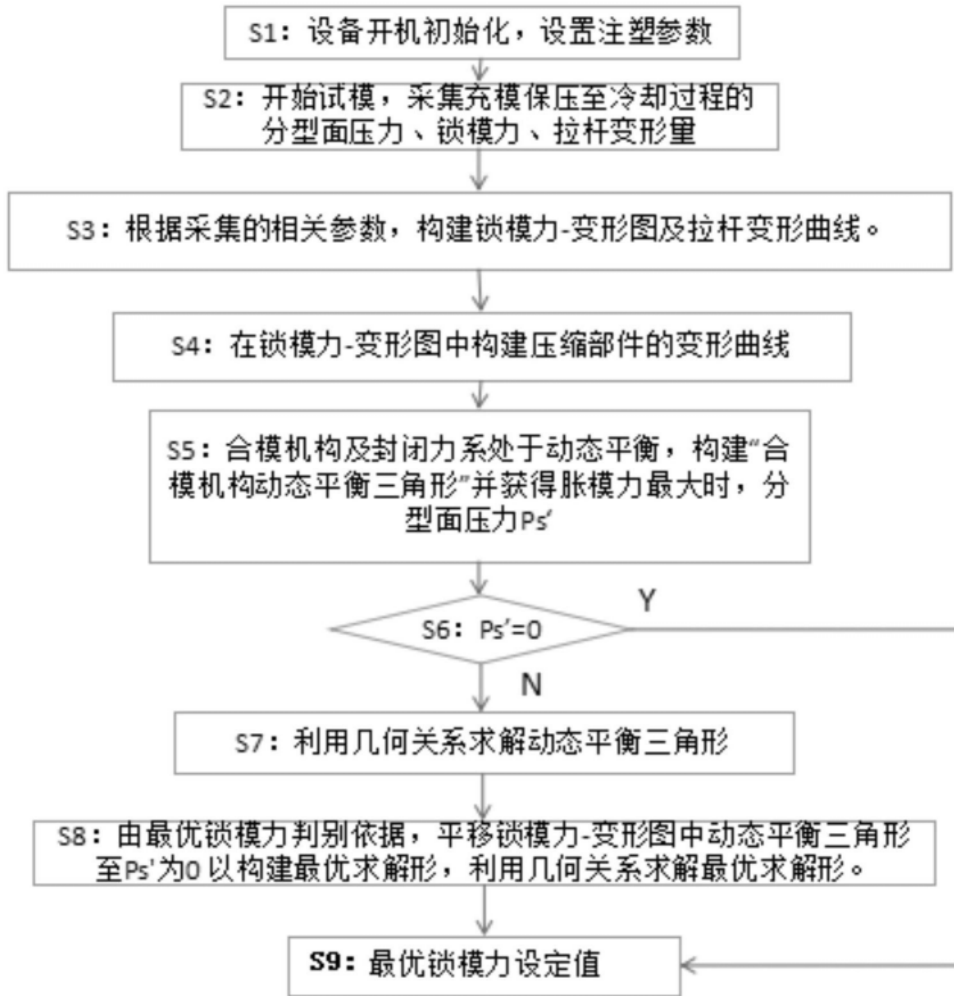 S1：设备开机初始化，设置注塑参数
S2：开始试模，采集充模保压至冷却过程的
分型面压力、锁模力、拉杆变形量
S3：根据采集的相关参数，构建锁模力-变形图及拉杆变形曲线。
S4：在锁模力-变形图中构建压缩部件的变形曲线
S5：合模机构及封闭力系处于动态平衡，构建“合
模机构动态平衡三角形”并获得胀模力最大时，分
型面压力Ps’
Y
S6：Ps’=0
N
S7：利用几何关系求解动态平衡三角形
S8：由最优锁模力判别依据，平移锁模力-变形图中动态平衡三角形
至Ps’为0 以构建最优求解形，利用几何关系求解最优求解形。
S9：最优锁模力设定值